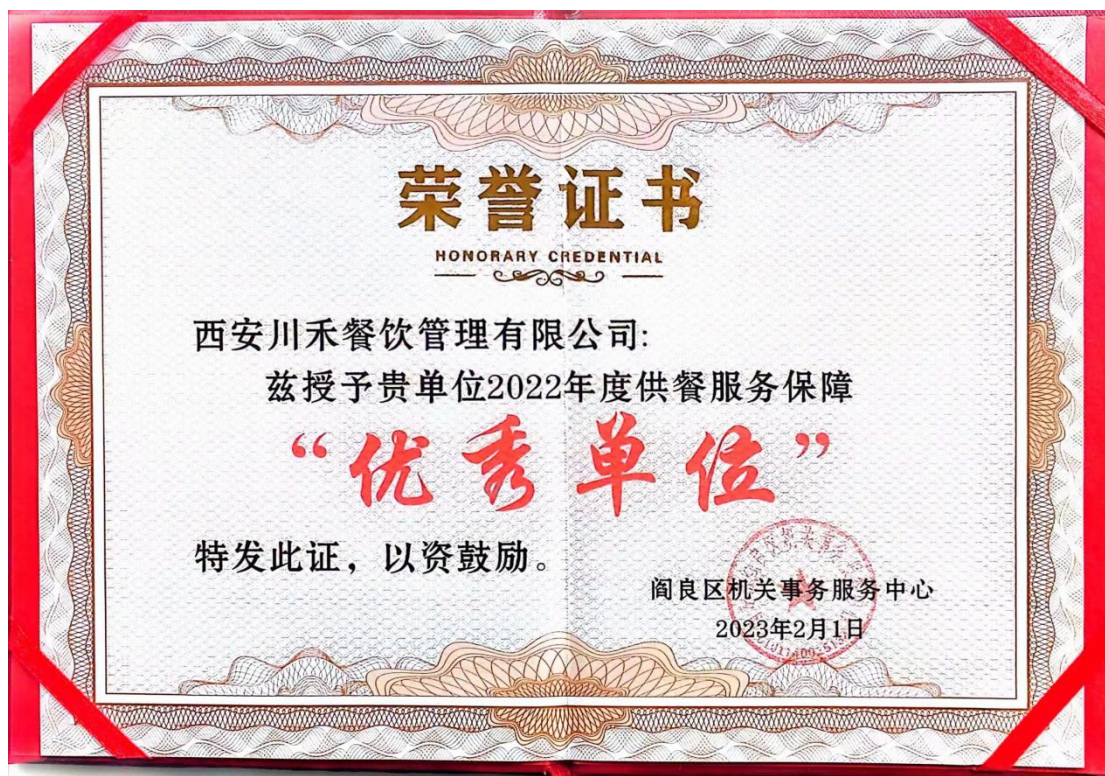 荣誉证书
HONORARY CREDENTIAL
西安川禾餐饮管理有限公司:
兹授予贵单位2022年度供餐服务保障
“优秀单位”
特发此证，以资鼓励。
阎良区机关事务服务中心
2023年2月1日